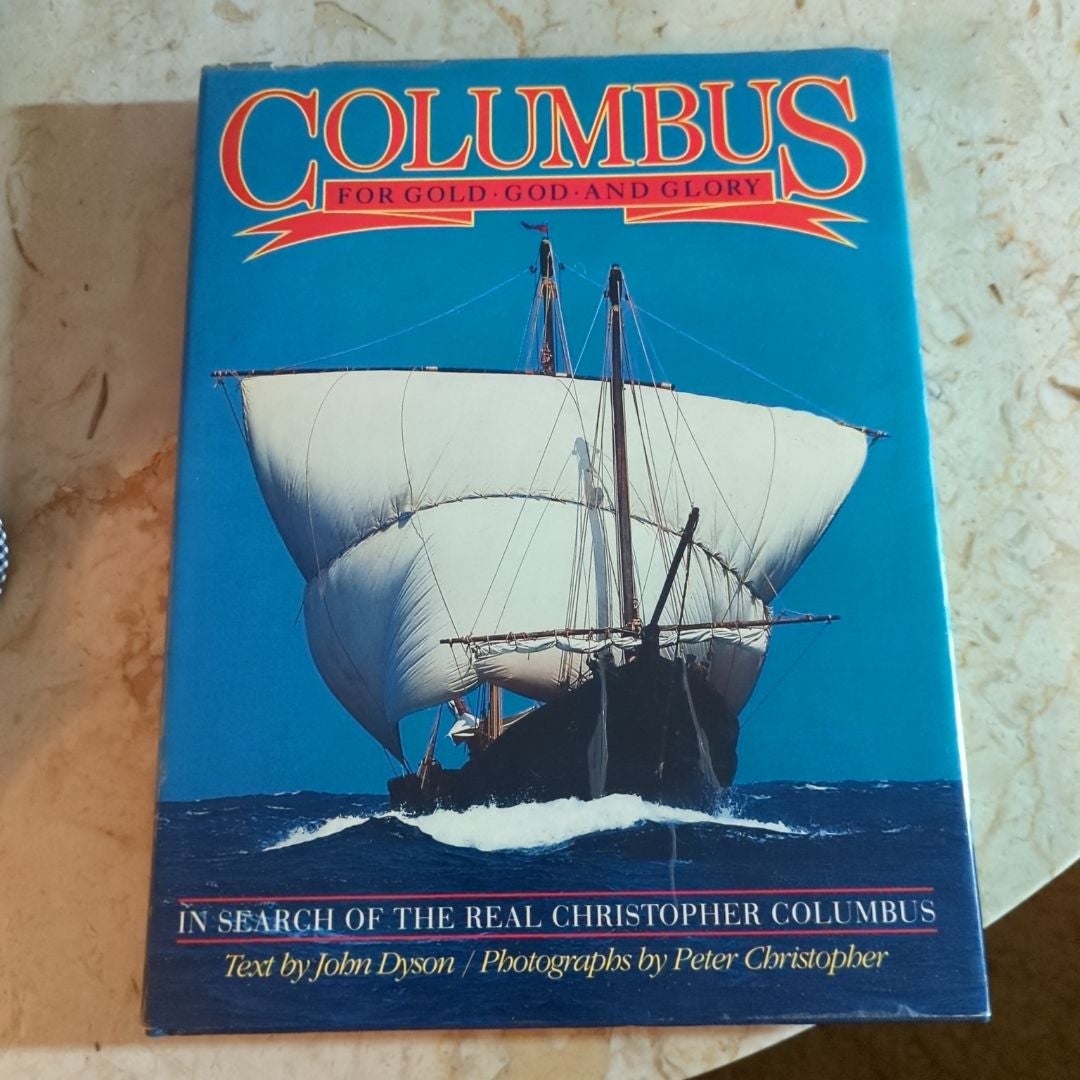 COLUMBUS
FOR GOLD · GOD · AND GLORY
IN SEARCH OF THE REAL CHRISTOPHER COLUMBUS
Text by John Dyson / Photographs by Peter Christopher